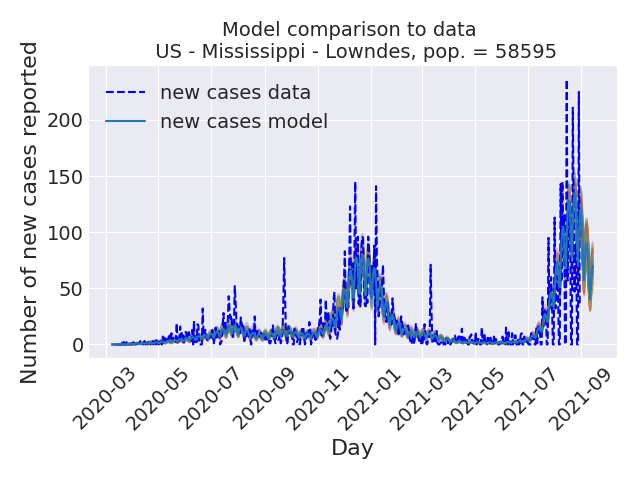 Model comparison to data
US - Mississippi - Lowndes, pop. = 58595
Number of new cases reported
new cases data
new cases model
200
150
100
50
0
2020-03
2020-05
2020-07
2020-09
2020-11
2021-01
2021-03
2021-05
2021-07
2021-09
Day